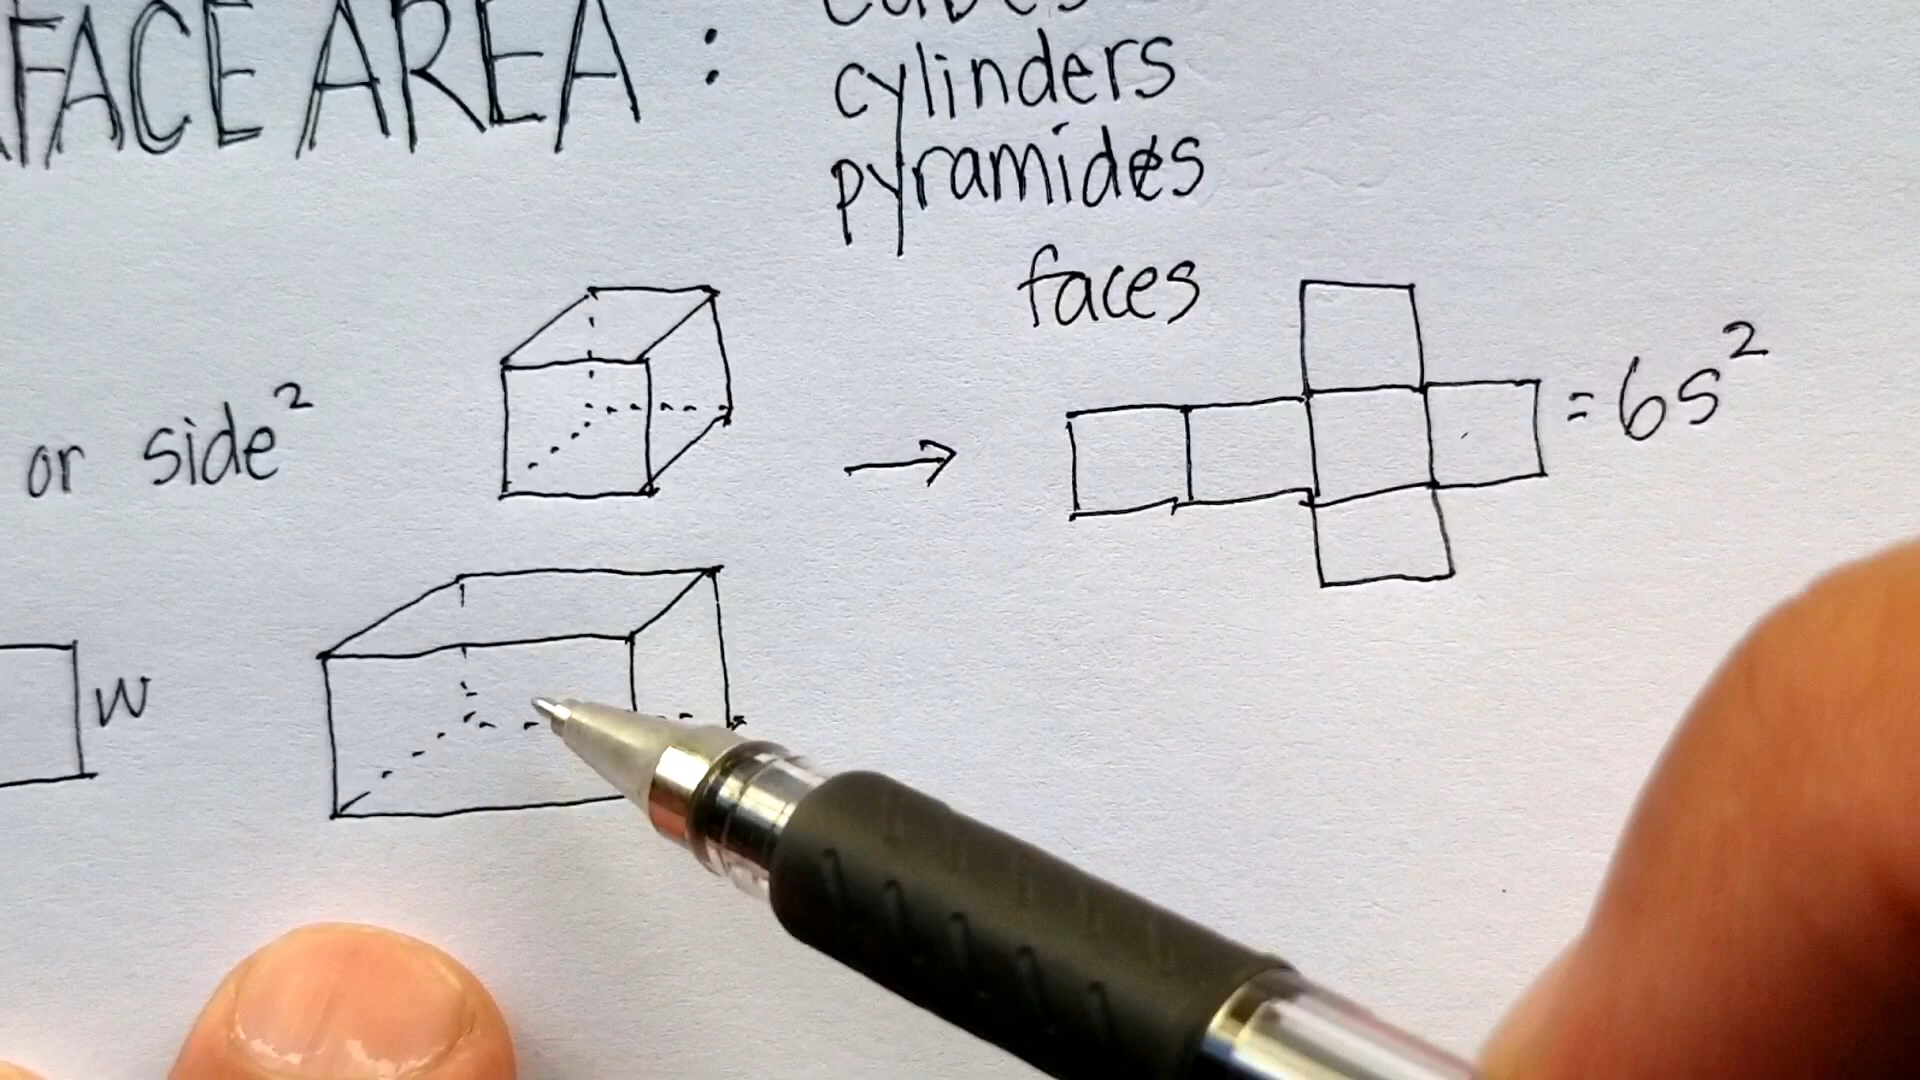 FACE AREA :
cylinders
pyramides
faces
or side²
= 6s²
w